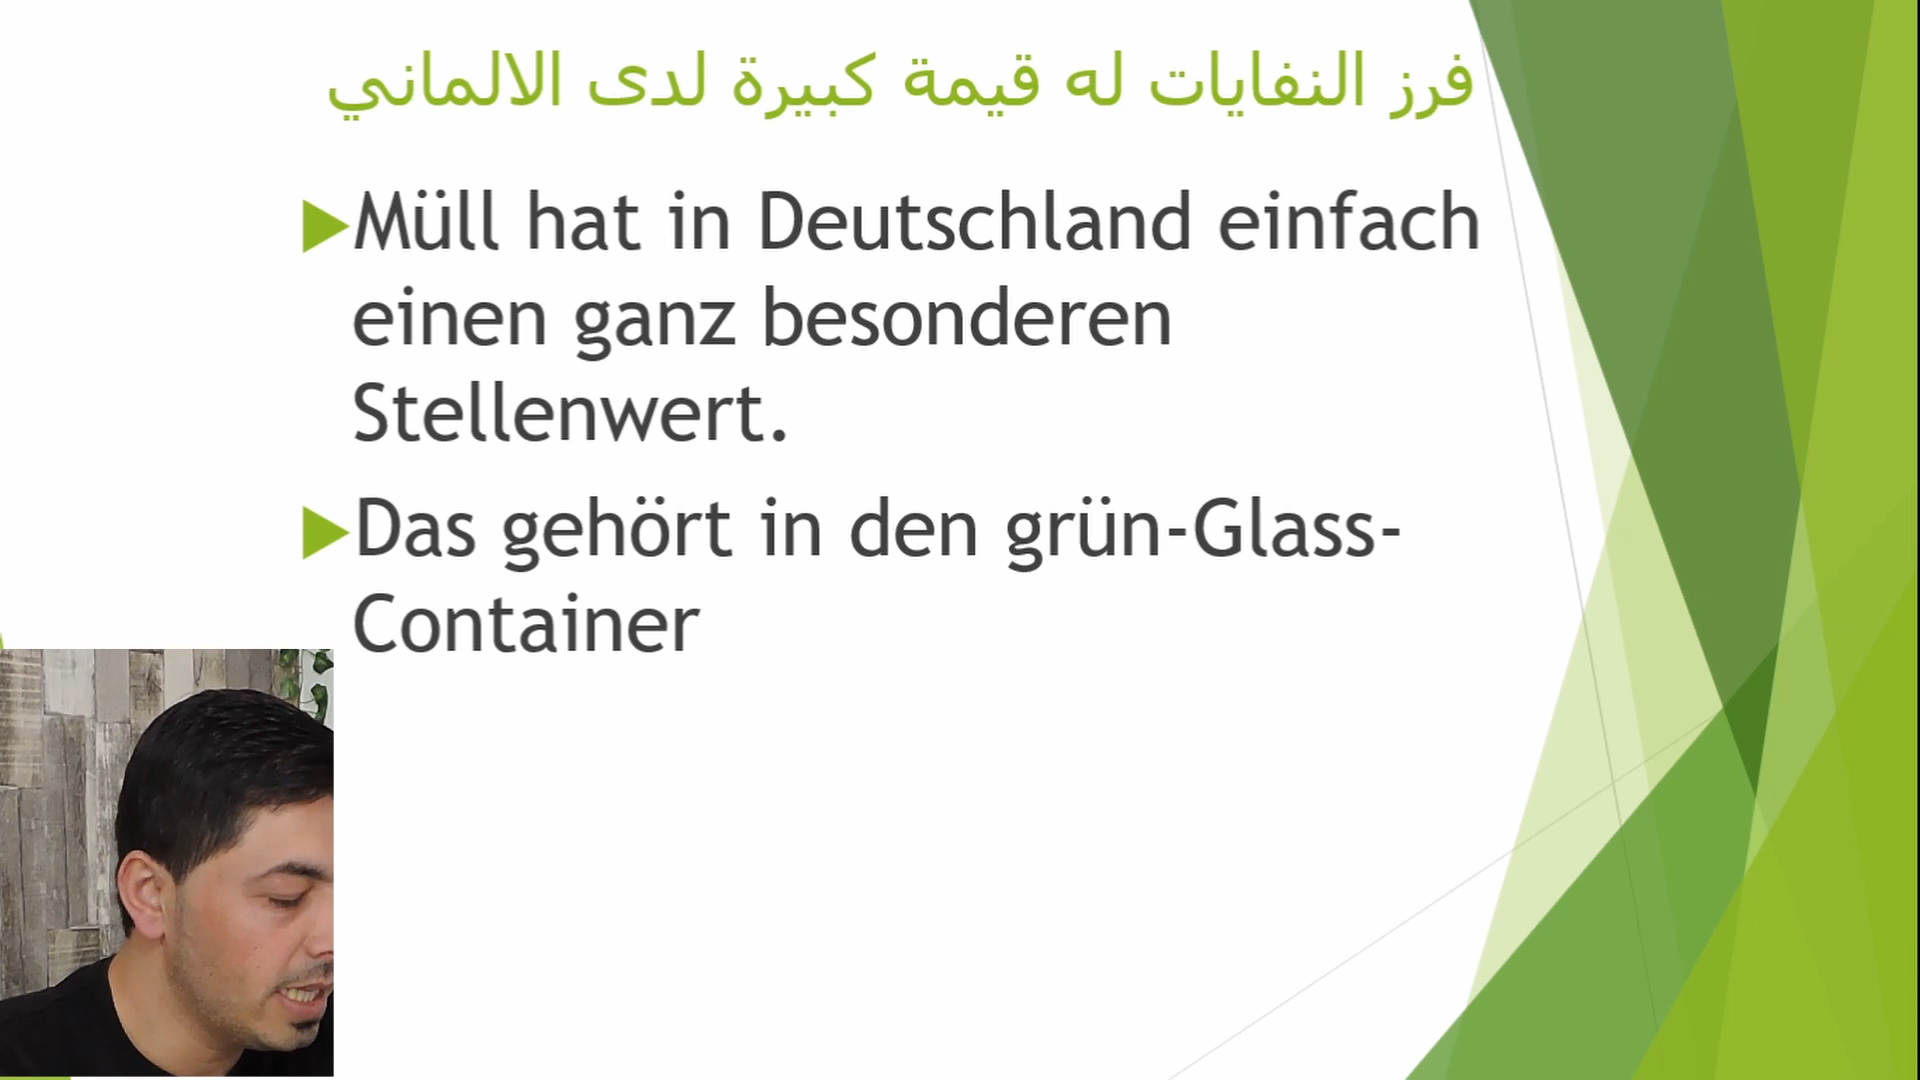 فرز النفايات له قيمة كبيرة لدى الالماني
Müll hat in Deutschland einfach
einen ganz besonderen
Stellenwert.
Das gehört in den grün-Glass-
Container